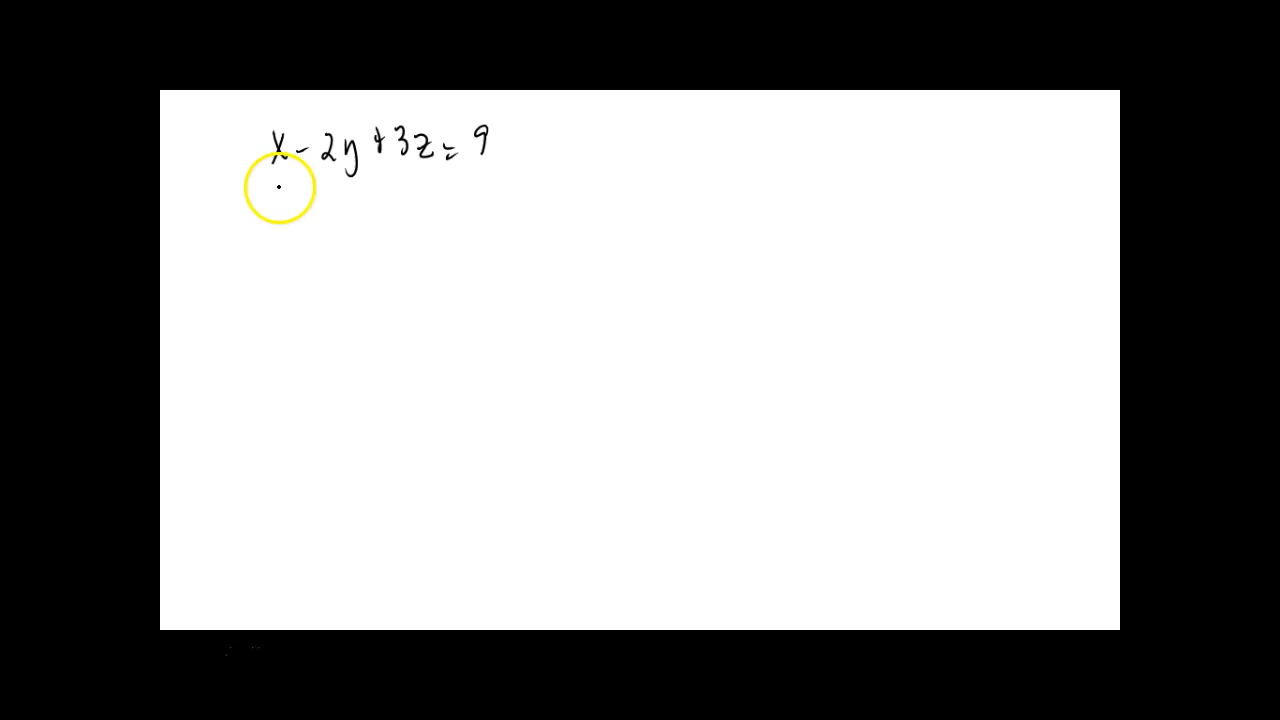 x - 2y + 3z = 9